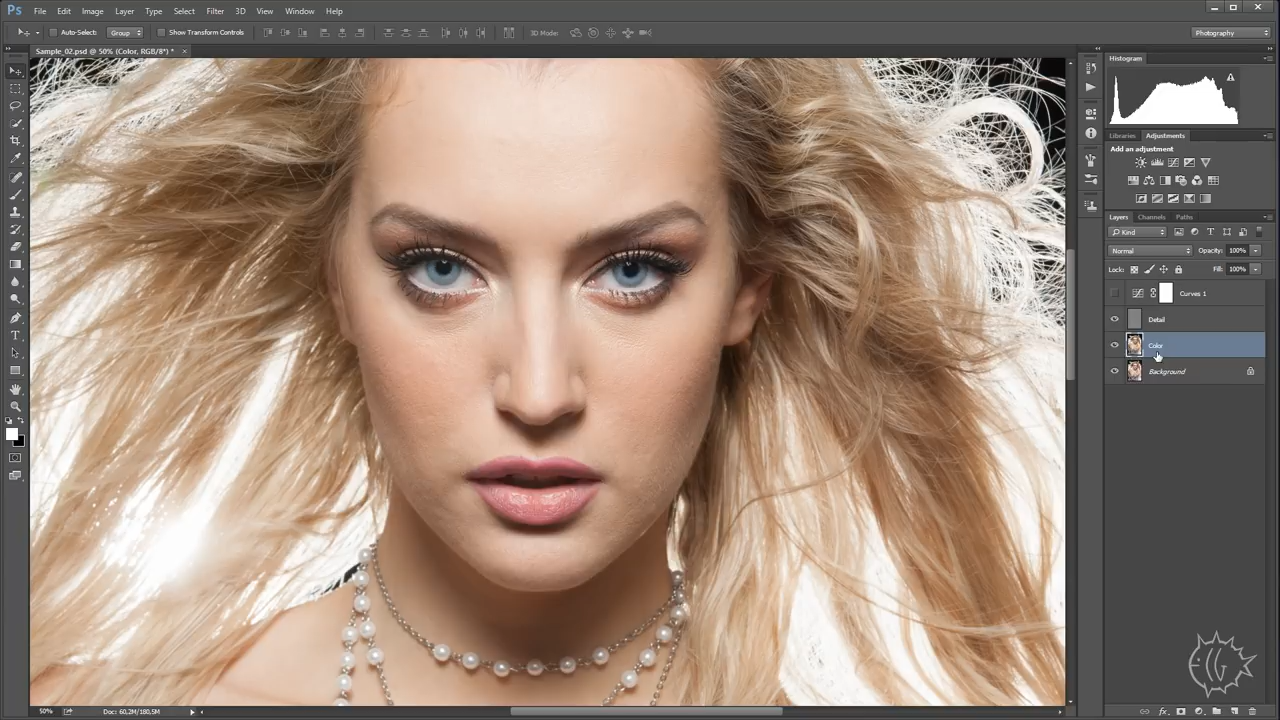 Ps File Edit Image Layer Type Select Filter 3D View Window Help
Auto-Select: Group Show Transform Controls 3D Mode: Photography
Sample_02.psd @ 50% (Color, RGB/8*) * ×
Histogram
Libraries Adjustments
Add an adjustment
Layers Channels Paths
Kind
Normal Opacity: 100%
Lock: Fill: 100%
Curves 1
Detail
Color
Background
50% Doc: 60,2M/180,5M
fx